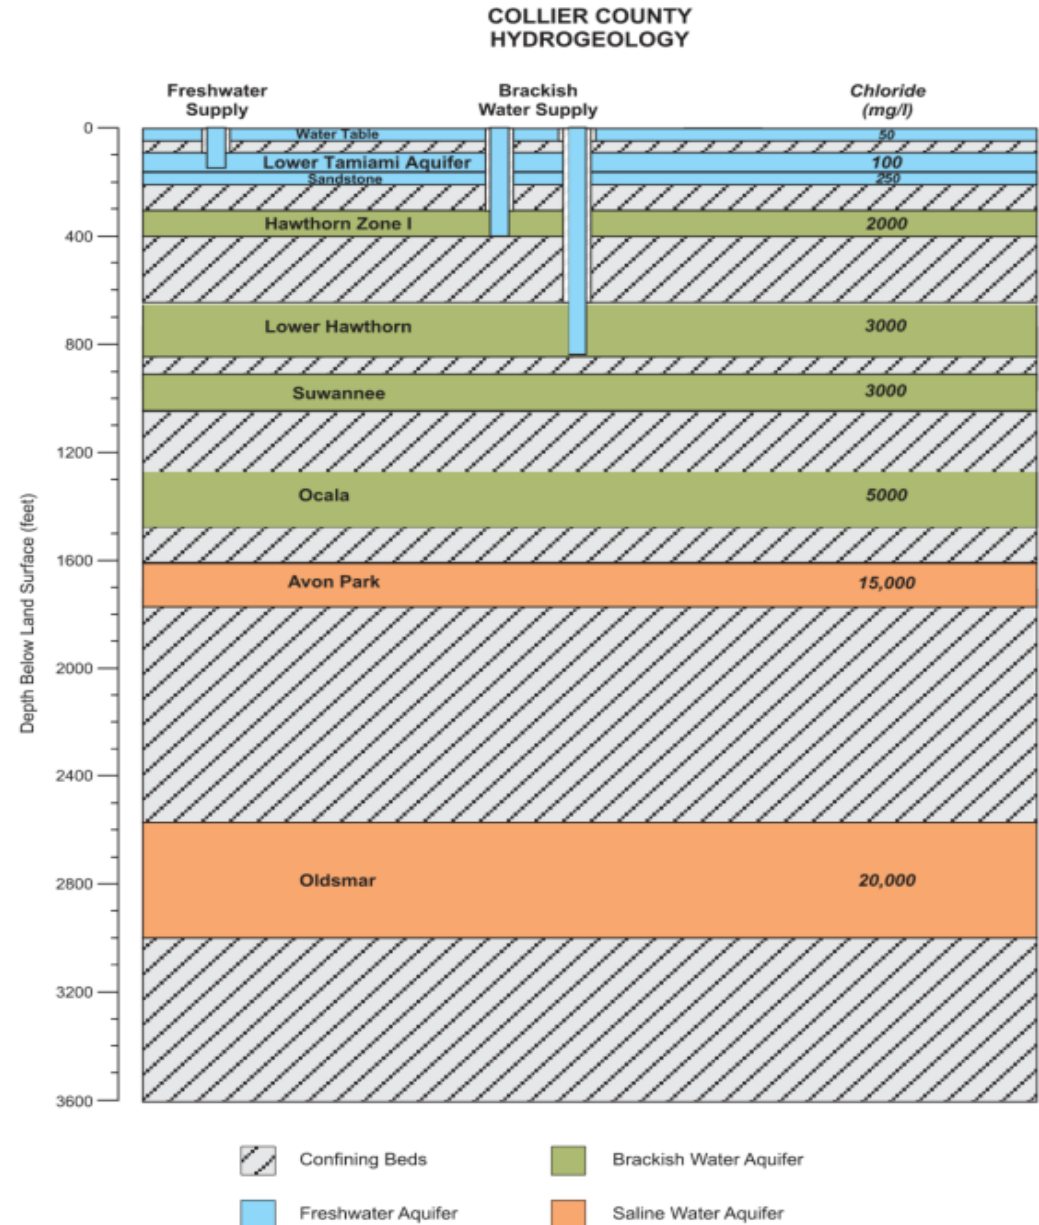 COLLIER COUNTY
HYDROGEOLOGY
Freshwater
Supply
Brackish
Water Supply
Chloride
(mg/l)
0
Water Table
50
Lower Tamiami Aquifer
100
Sandstone
250
Hawthorn Zone I
2000
400
Lower Hawthorn
3000
800
Suwannee
3000
1200
Ocala
5000
1600
Avon Park
15,000
2000
2400
Oldsmar
20,000
2800
3200
3600
Depth Below Land Surface (feet)
Confining Beds
Brackish Water Aquifer
Freshwater Aquifer
Saline Water Aquifer